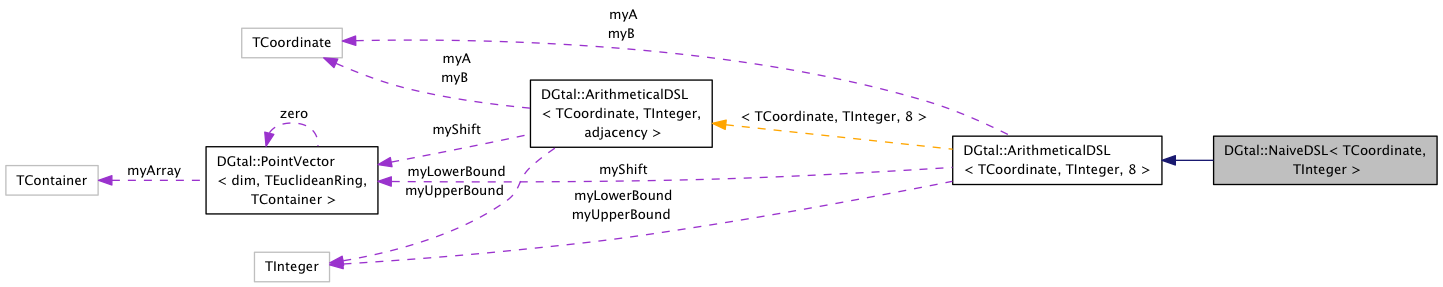 myA
myB
TCoordinate
myA
myB
DGtal::ArithmeticalDSL
< TCoordinate, TInteger,
adjacency >
zero
myShift
< TCoordinate, TInteger, 8 >
DGtal::PointVector
< dim, TEuclideanRing,
TContainer >
TContainer
myArray
myLowerBound
myUpperBound
myShift
myLowerBound
myUpperBound
DGtal::ArithmeticalDSL
< TCoordinate, TInteger, 8 >
DGtal::NaiveDSL< TCoordinate,
TInteger >
TInteger